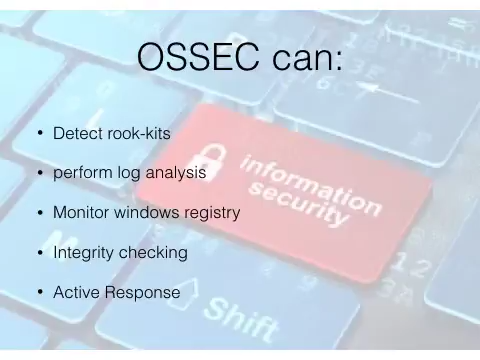 OSSEC can:
• Detect rook-kits
• perform log analysis
• Monitor windows registry
• Integrity checking
• Active Response
information
security
Shift